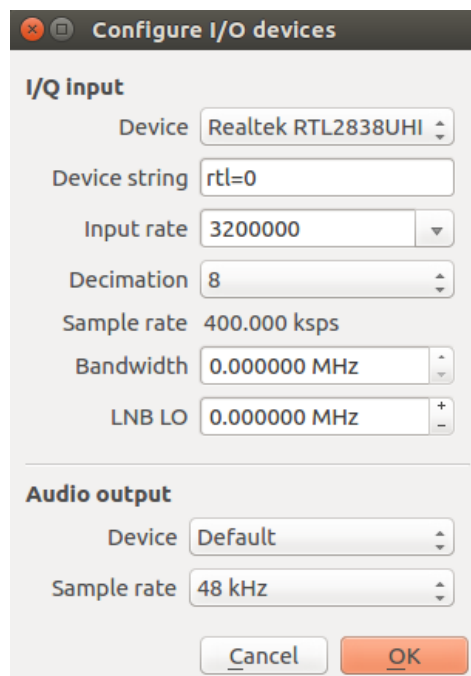 Configure I/O devices
I/Q input
Device Realtek RTL2838UHI
Device string rtl=0
Input rate 3200000
Decimation 8
Sample rate 400.000 ksps
Bandwidth 0.000000 MHz
LNB LO 0.000000 MHz
Audio output
Device Default
Sample rate 48 kHz
Cancel OK